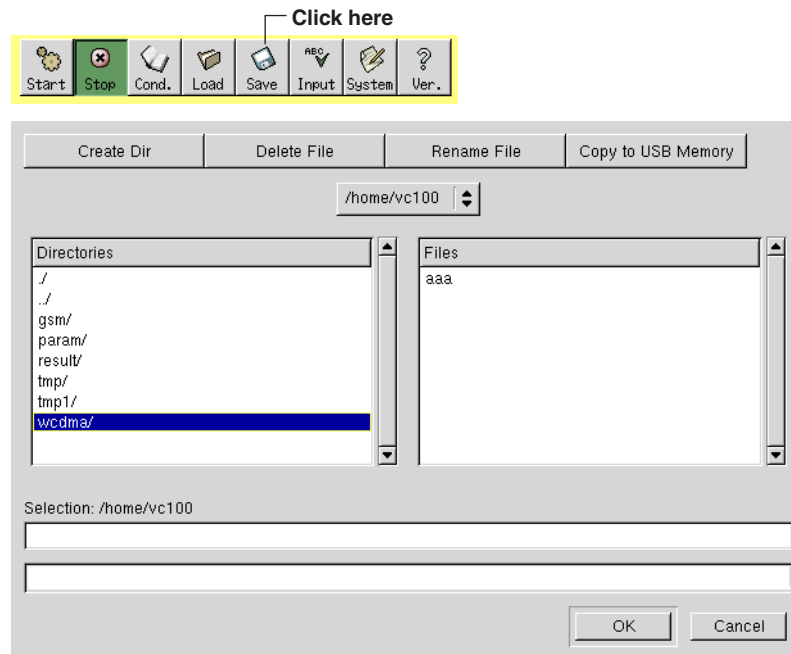 Click here
ABC
Start Stop Cond. Load Save Input System Ver.
Create Dir Delete File Rename File Copy to USB Memory
/home/vc100
Directories
./
../
gsm/
param/
result/
tmp/
tmp1/
wcdma/
Files
aaa
Selection: /home/vc100
OK Cancel